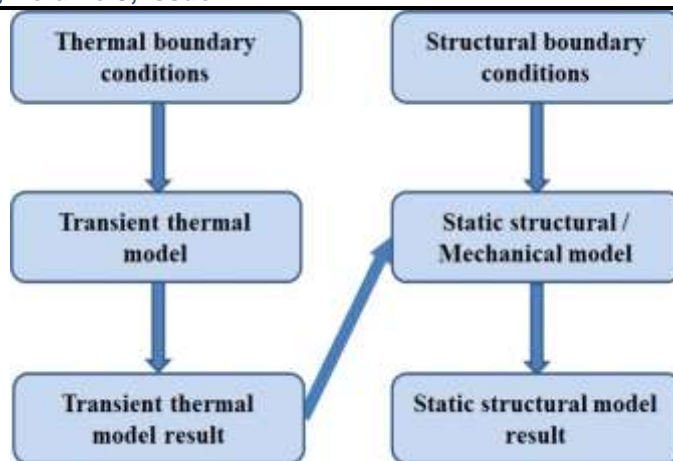 Thermal boundary
conditions
Structural boundary
conditions
Transient thermal
model
Static structural /
Mechanical model
Transient thermal
model result
Static structural model
result